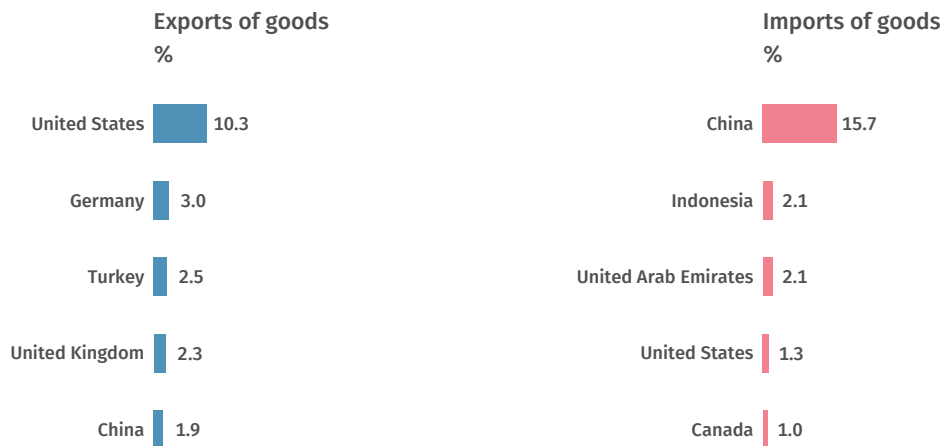 Exports of goods
%
United States 10.3
Germany 3.0
Turkey 2.5
United Kingdom 2.3
China 1.9
Imports of goods
%
China 15.7
Indonesia 2.1
United Arab Emirates 2.1
United States 1.3
Canada 1.0